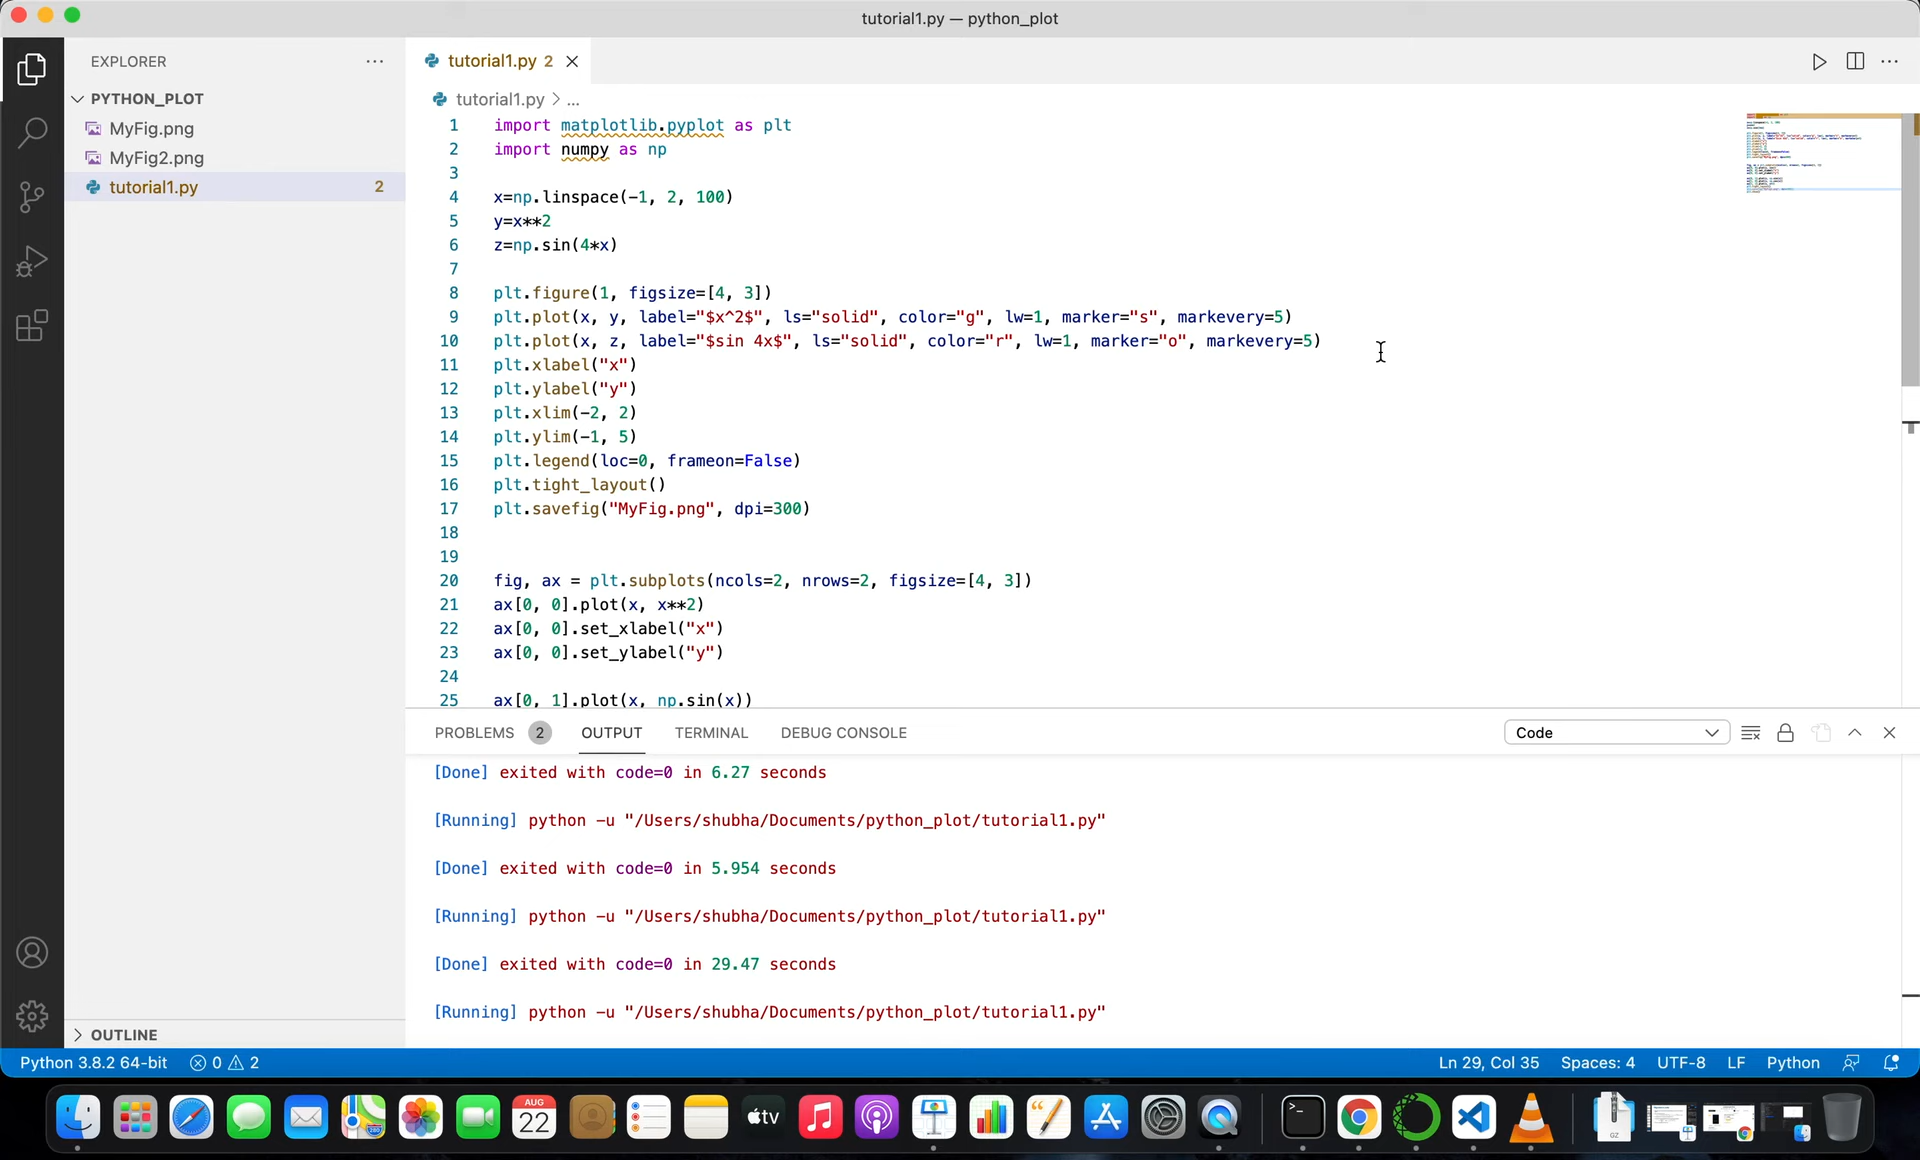 tutorial1.py — python_plot
EXPLORER
PYTHON_PLOT
MyFig.png
MyFig2.png
tutorial1.py 2
OUTLINE
tutorial1.py 2
tutorial1.py > ...
1 import matplotlib.pyplot as plt
2 import numpy as np
3
4 x=np.linspace(-1, 2, 100)
5 y=x**2
6 z=np.sin(4*x)
7
8 plt.figure(1, figsize=[4, 3])
9 plt.plot(x, y, label="$x^2$", ls="solid", color="g", lw=1, marker="s", markevery=5)
10 plt.plot(x, z, label="$sin 4x$", ls="solid", color="r", lw=1, marker="o", markevery=5)
11 plt.xlabel("x")
12 plt.ylabel("y")
13 plt.xlim(-2, 2)
14 plt.ylim(-1, 5)
15 plt.legend(loc=0, frameon=False)
16 plt.tight_layout()
17 plt.savefig("MyFig.png", dpi=300)
18
19
20 fig, ax = plt.subplots(ncols=2, nrows=2, figsize=[4, 3])
21 ax[0, 0].plot(x, x**2)
22 ax[0, 0].set_xlabel("x")
23 ax[0, 0].set_ylabel("y")
24
25 ax[0, 1].plot(x, np.sin(x))
PROBLEMS 2 OUTPUT TERMINAL DEBUG CONSOLE Code
[Done] exited with code=0 in 6.27 seconds
[Running] python -u "/Users/shubha/Documents/python_plot/tutorial1.py"
[Done] exited with code=0 in 5.954 seconds
[Running] python -u "/Users/shubha/Documents/python_plot/tutorial1.py"
[Done] exited with code=0 in 29.47 seconds
[Running] python -u "/Users/shubha/Documents/python_plot/tutorial1.py"
Python 3.8.2 64-bit 0 2 Ln 29, Col 35 Spaces: 4 UTF-8 LF Python
AUG
22
tv
GZ